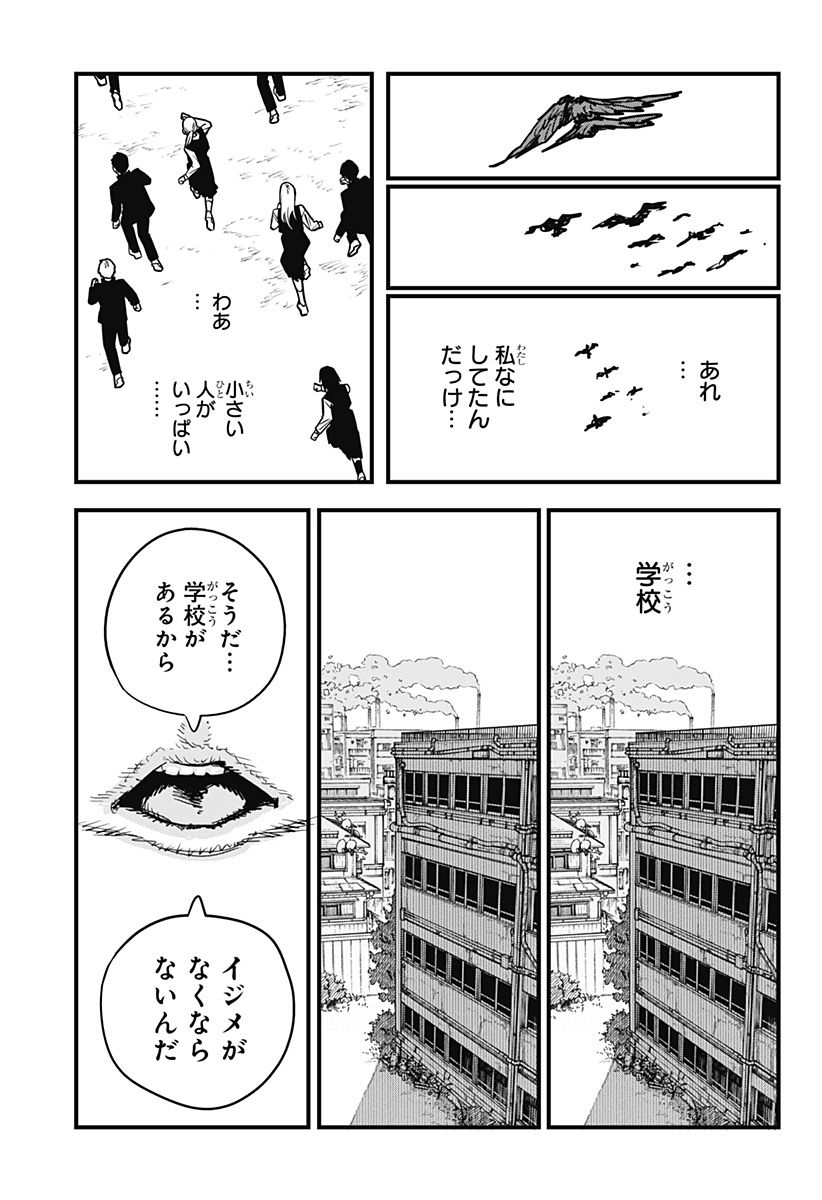 あれ
…
私なに
してたん
だっけ…
わあ
…
小さい
人が
いっぱい
……
…
学校
そうだ…
学校が
あるから
イジメが
なくなら
ないんだ